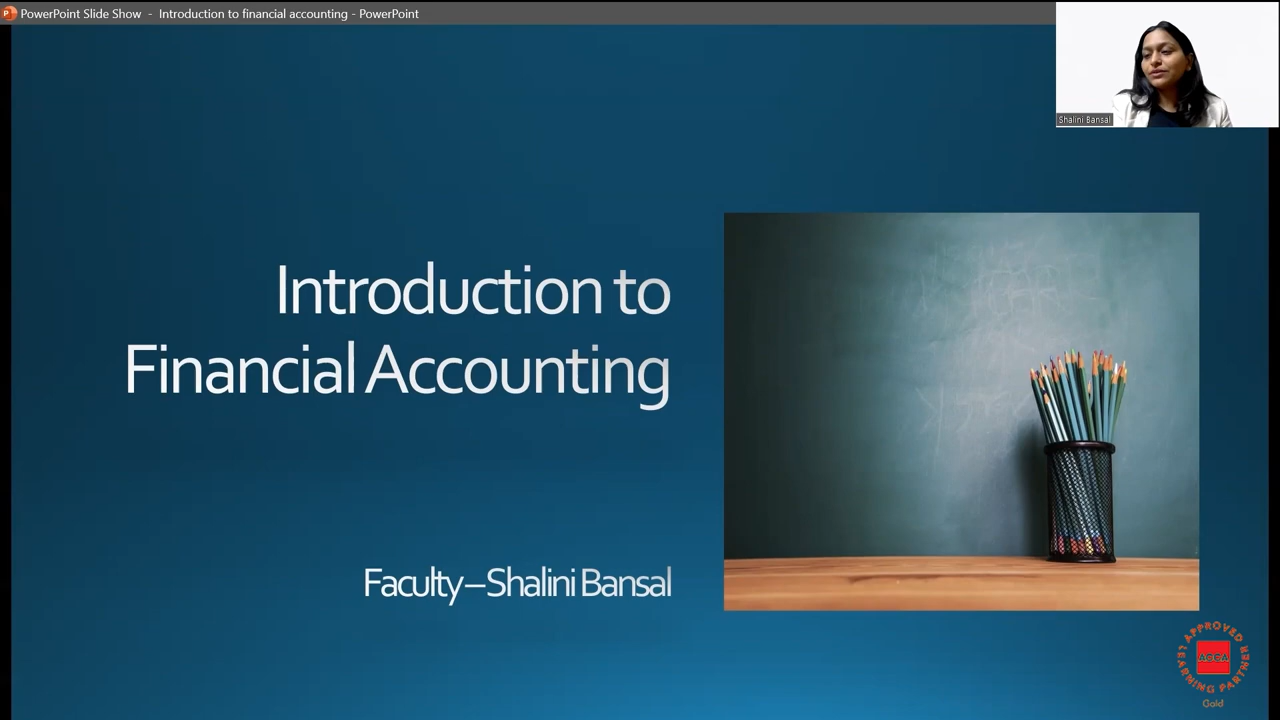 PowerPoint Slide Show - Introduction to financial accounting - PowerPoint
Shalini Bansal
Introduction to
Financial Accounting
Faculty – Shalini Bansal
APPROVED
ACCA
LEARNING PARTNER
Gold